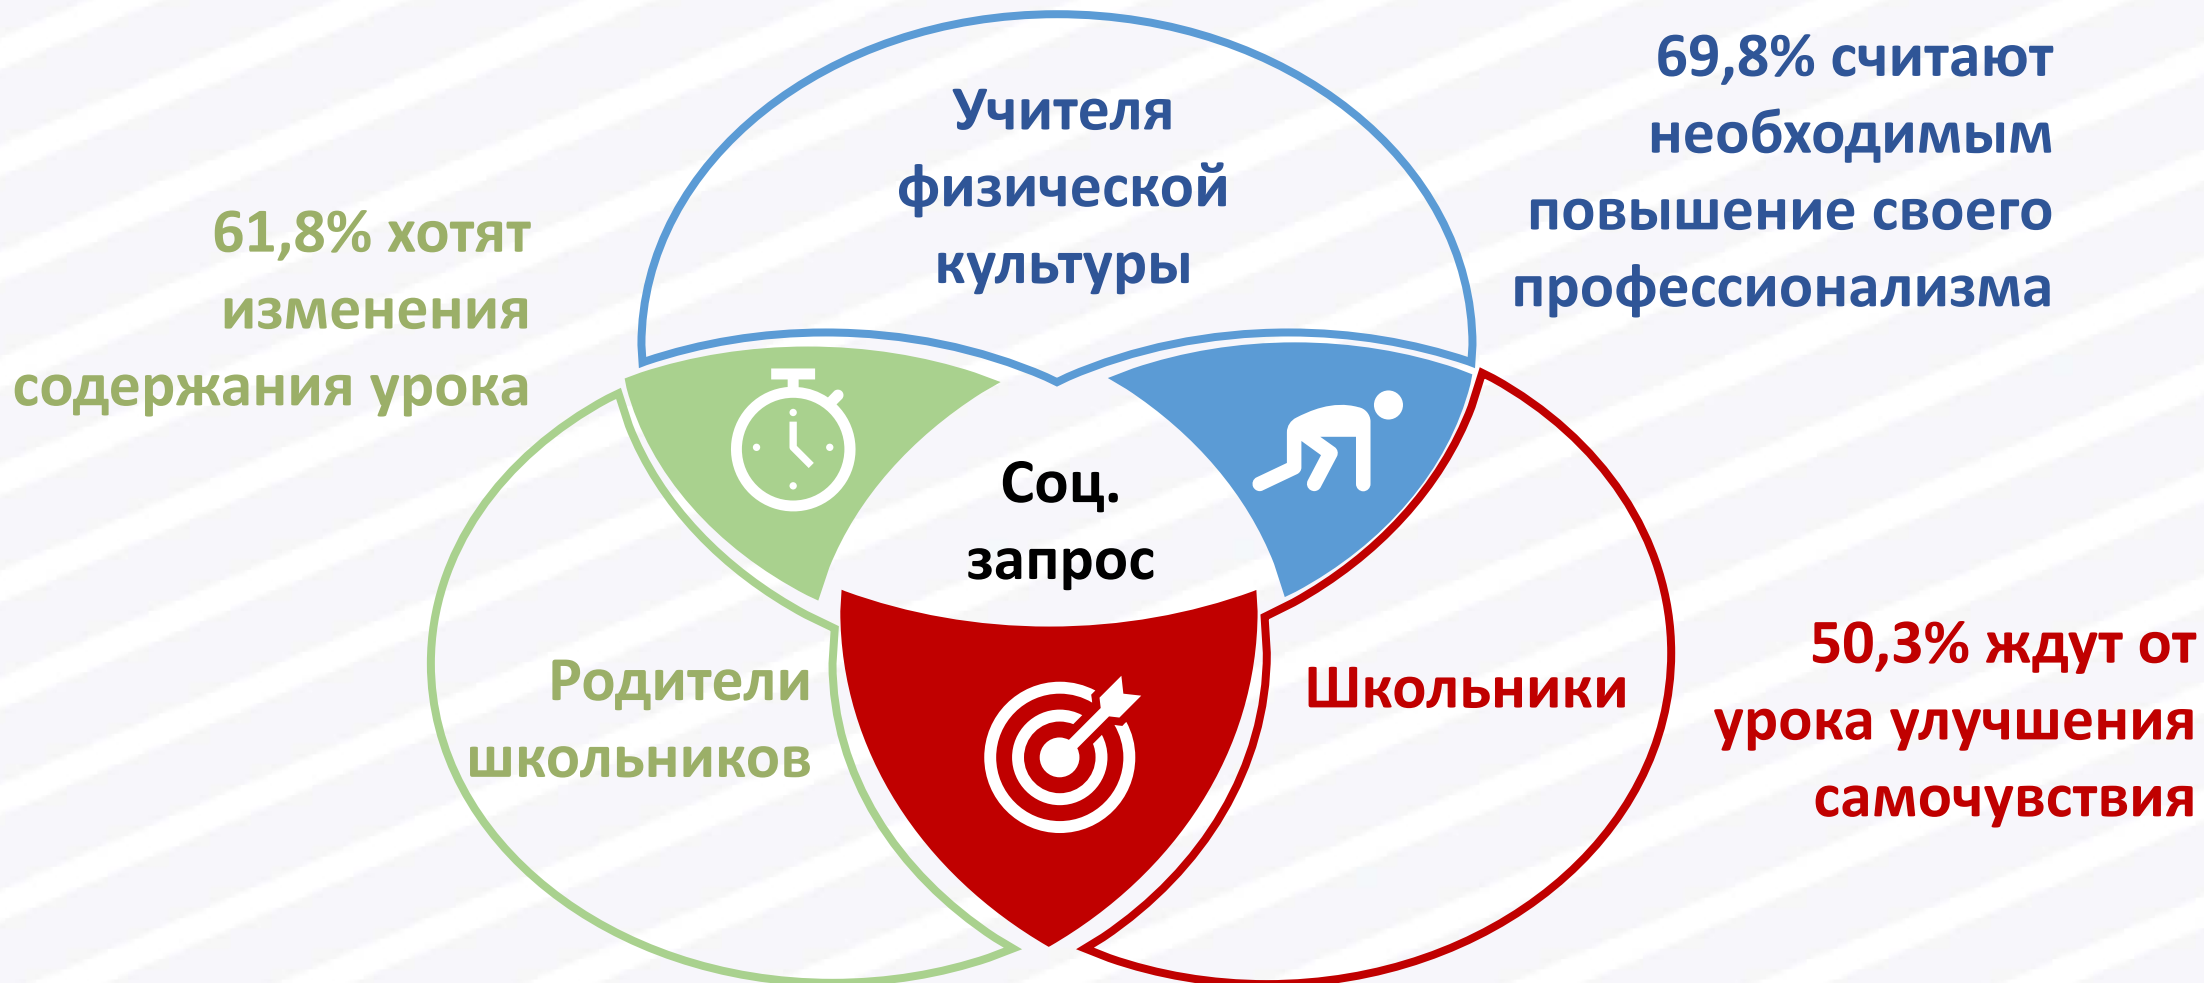 Учителя
физической
культуры
69,8% считают
необходимым
повышение своего
профессионализма
61,8% хотят
изменения
содержания урока
Соц.
запрос
Родители
школьников
Школьники
50,3% ждут от
урока улучшения
самочувствия